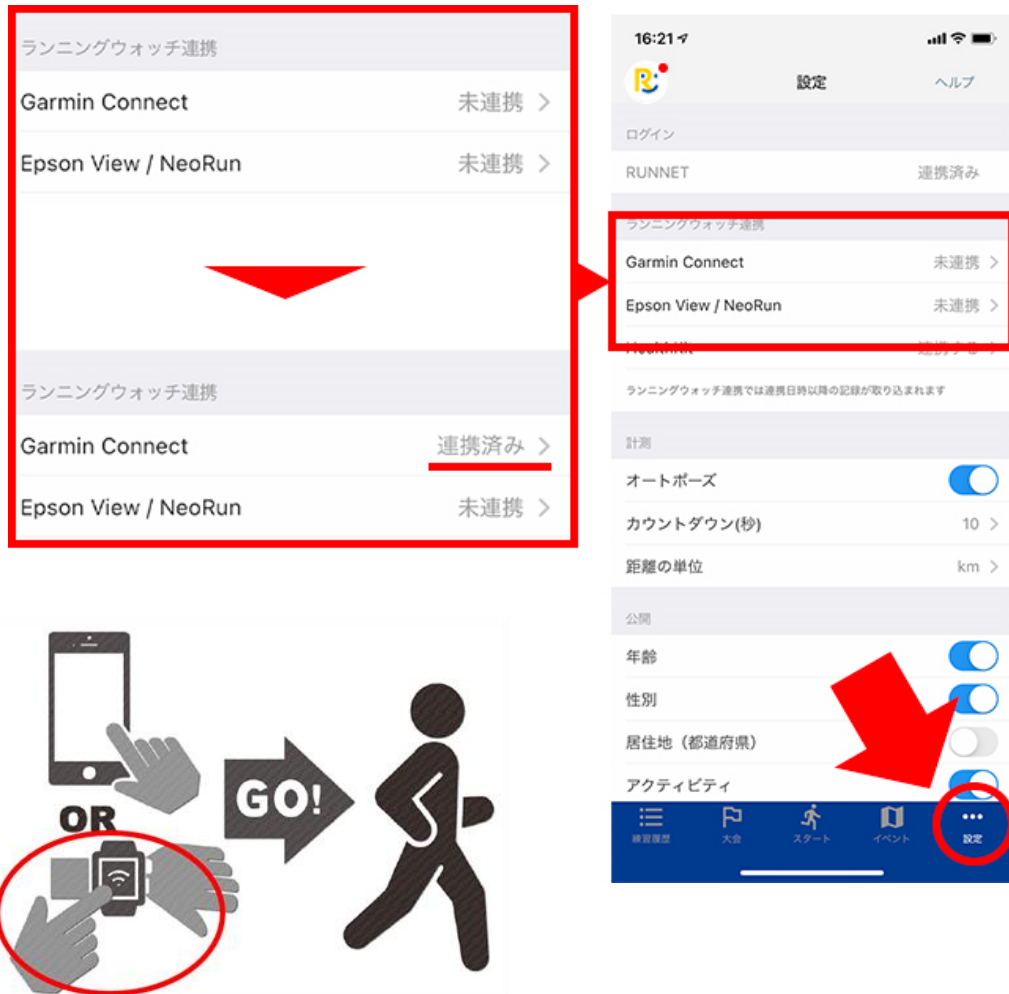 ランニングウォッチ連携
Garmin Connect 未連携 >
Epson View / NeoRun 未連携 >
ランニングウォッチ連携
Garmin Connect 連携済み >
Epson View / NeoRun 未連携 >
OR
GO!
16:21
設定 ヘルプ
ログイン
RUNNET 連携済み
ランニングウォッチ連携
Garmin Connect 未連携 >
Epson View / NeoRun 未連携 >
ランニングウォッチ連携では連携日時以降の記録が取り込まれます
計測
オートポーズ
カウントダウン(秒) 10 >
距離の単位 km >
公開
年齢
性別
居住地（都道府県）
アクティビティ
練習履歴 大会 スタート イベント 設定